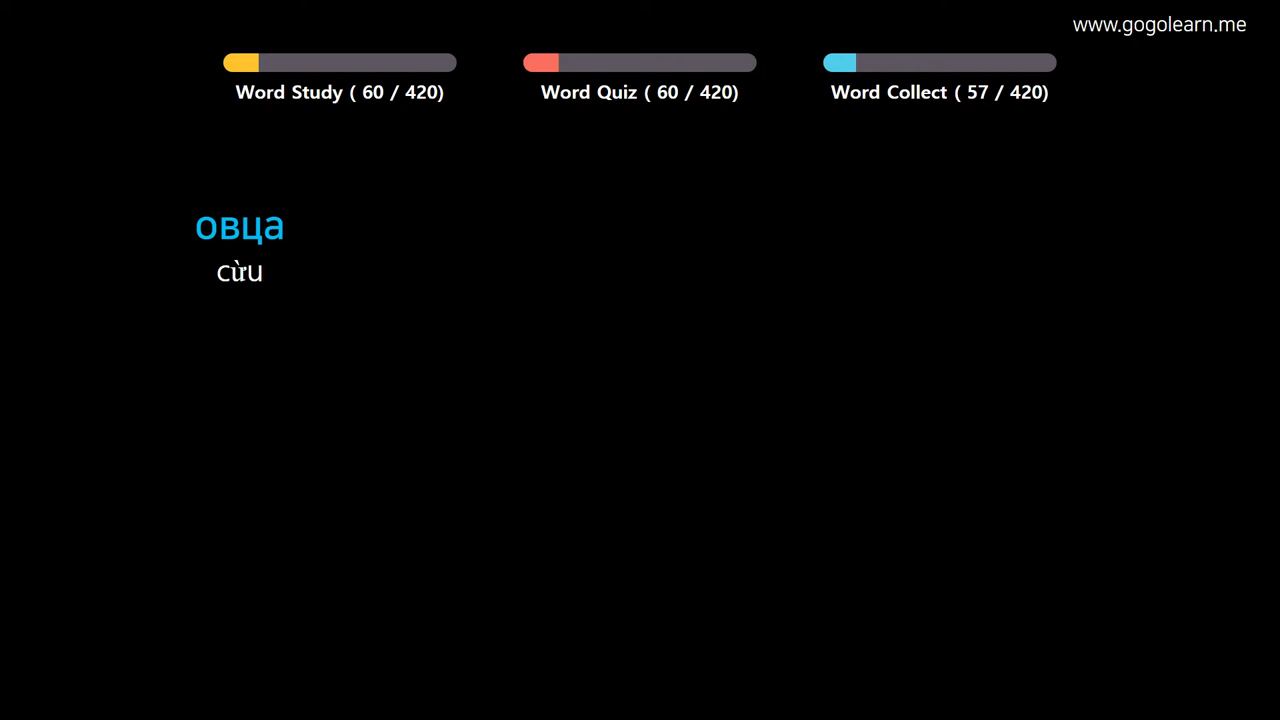 www.gogolearn.me
Word Study ( 60 / 420)
Word Quiz ( 60 / 420)
Word Collect ( 57 / 420)
овца
cừu